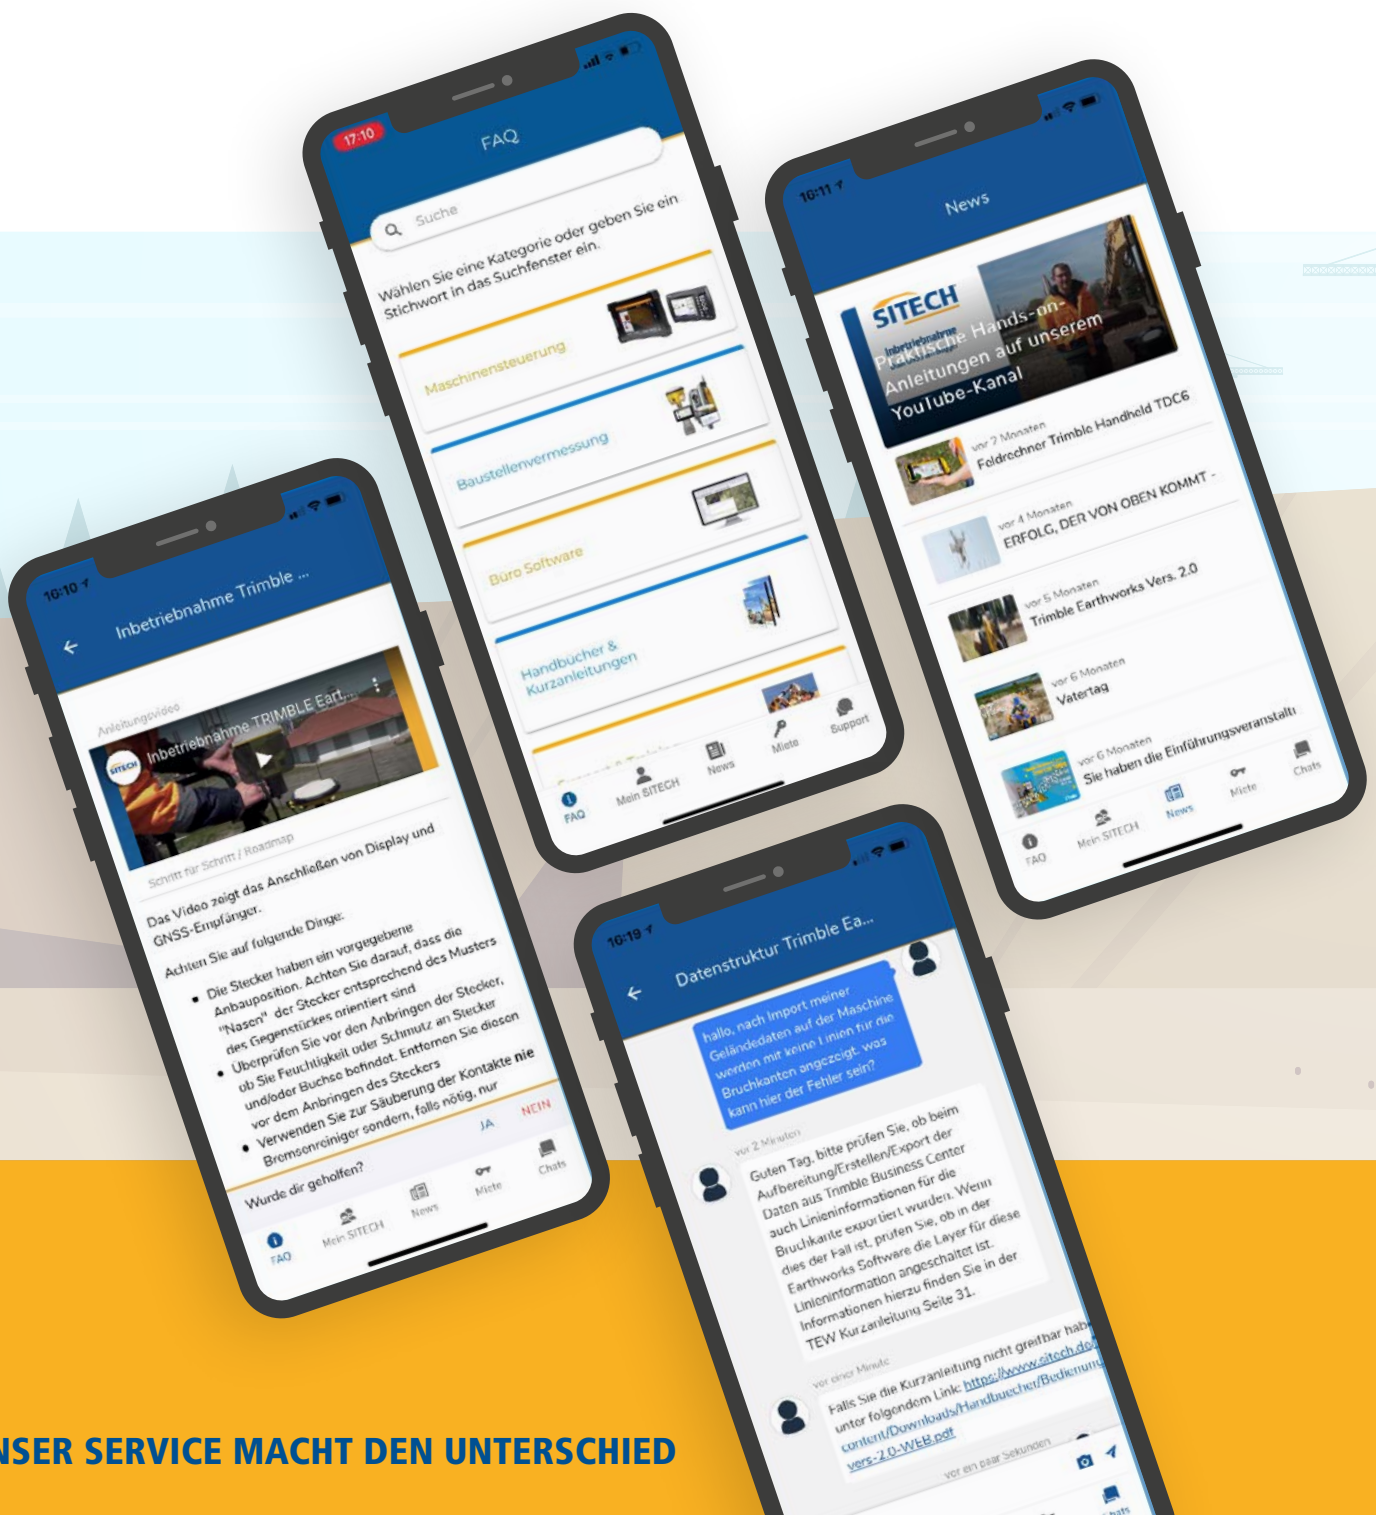 17:10
FAQ
Suche
Wählen Sie eine Kategorie oder geben Sie ein
Stichwort in das Suchfenster ein.
Maschinensteuerung
Baustellenvermessung
Büro Software
Handbücher &
Kurzanleitungen
FAQ
Mein SITECH
News
Miete
Support
16:11
News
SITECH
Inbetriebnahme
Praktische Hands-on-
Anleitungen auf unserem
YouTube-Kanal
vor 2 Monaten
Feldrechner Trimble Handheld TDC6
vor 4 Monaten
ERFOLG, DER VON OBEN KOMMT -
vor 5 Monaten
Trimble Earthworks Vers. 2.0
vor 6 Monaten
Vatertag
vor 6 Monaten
Sie haben die Einführungsveranstaltu
FAQ
Mein SITECH
News
Miete
Chats
16:10
Inbetriebnahme Trimble ...
Anleitungsvideo
SITECH
Inbetriebnahme TRIMBLE Eart...
Schritt für Schritt / Roadmap
Das Video zeigt das Anschließen von Display und
GNSS-Empfänger.
Achten Sie auf folgende Dinge:
Die Stecker haben ein vorgegebene
Anbauposition. Achten Sie darauf, dass die
"Nasen" der Stecker entsprechend des Musters
des Gegenstückes orientiert sind
Überprüfen Sie vor den Anbringen der Stecker,
ob Sie Feuchtigkeit oder Schmutz an Stecker
und/oder Buchse befindet. Entfernen Sie diesen
vor dem Anbringen des Steckers
Verwenden Sie zur Säuberung der Kontakte nie
Bremsenreiniger sondern, falls nötig, nur
Wurde dir geholfen?
JA
NEIN
FAQ
Mein SITECH
News
Miete
Chats
16:19
Datenstruktur Trimble Ea...
hallo, nach Import meiner
Geländedaten auf der Maschine
werden mir keine Linien für die
Bruchkanten angezeigt. was
kann hier der Fehler sein?
vor 2 Minuten
Guten Tag, bitte prüfen Sie, ob beim
Aufbereitung/Erstellen/Export der
Daten aus Trimble Business Center
auch Linieninformationen für die
Bruchkante exportiert wurden. Wenn
dies der Fall ist, prüfen Sie, ob in der
Earthworks Software die Layer für diese
Linieninformation angeschaltet ist.
Informationen hierzu finden Sie in der
TEW Kurzanleitung Seite 31.
vor einer Minute
Falls Sie die Kurzanleitung nicht greifbar hab
unter folgendem Link: https://www.sitech.de/
content/Downloads/Handbuecher/Bedienung
vers-2.0-WEB.pdf
vor ein paar Sekunden
NSER SERVICE MACHT DEN UNTERSCHIED